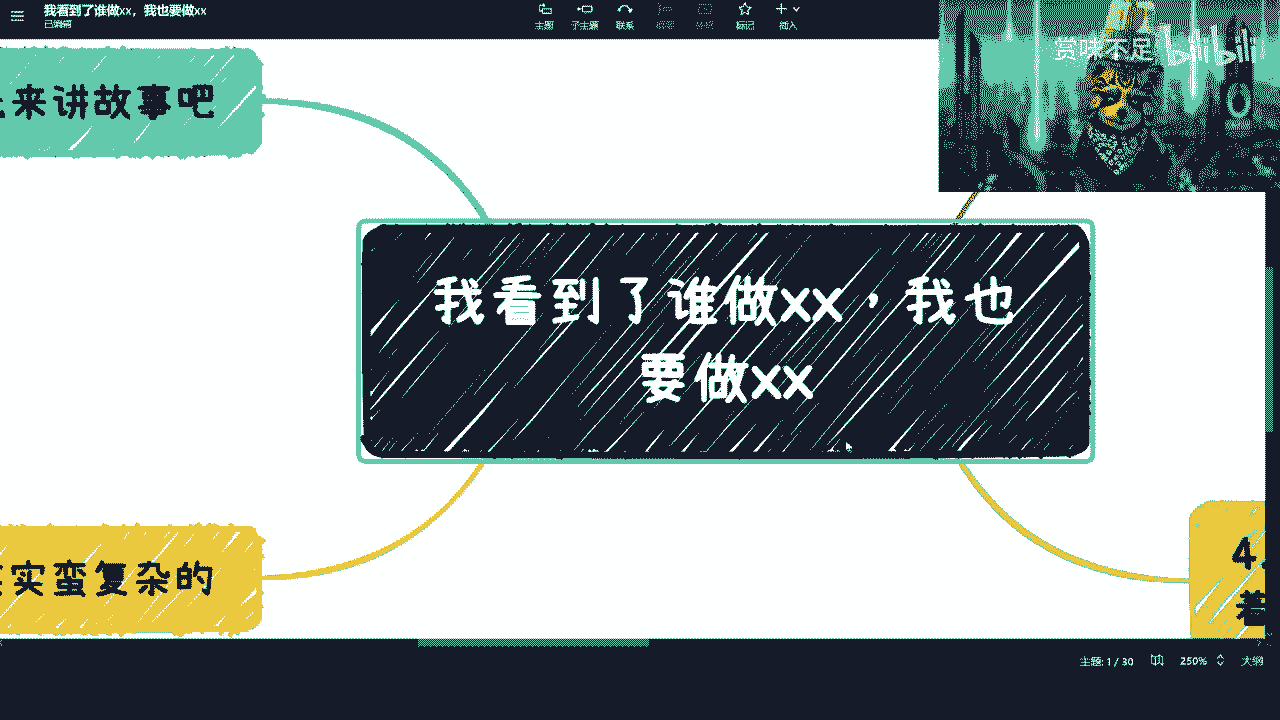 我看到了谁做xx，我也要做xx
已编辑
主题
子主题
联系
标记
插入
赏味不足
bilibili
来讲故事吧
我看到了谁做xx，我也
要做xx
实蛮复杂的
4
着
主题: 1 / 30
250%
大纲